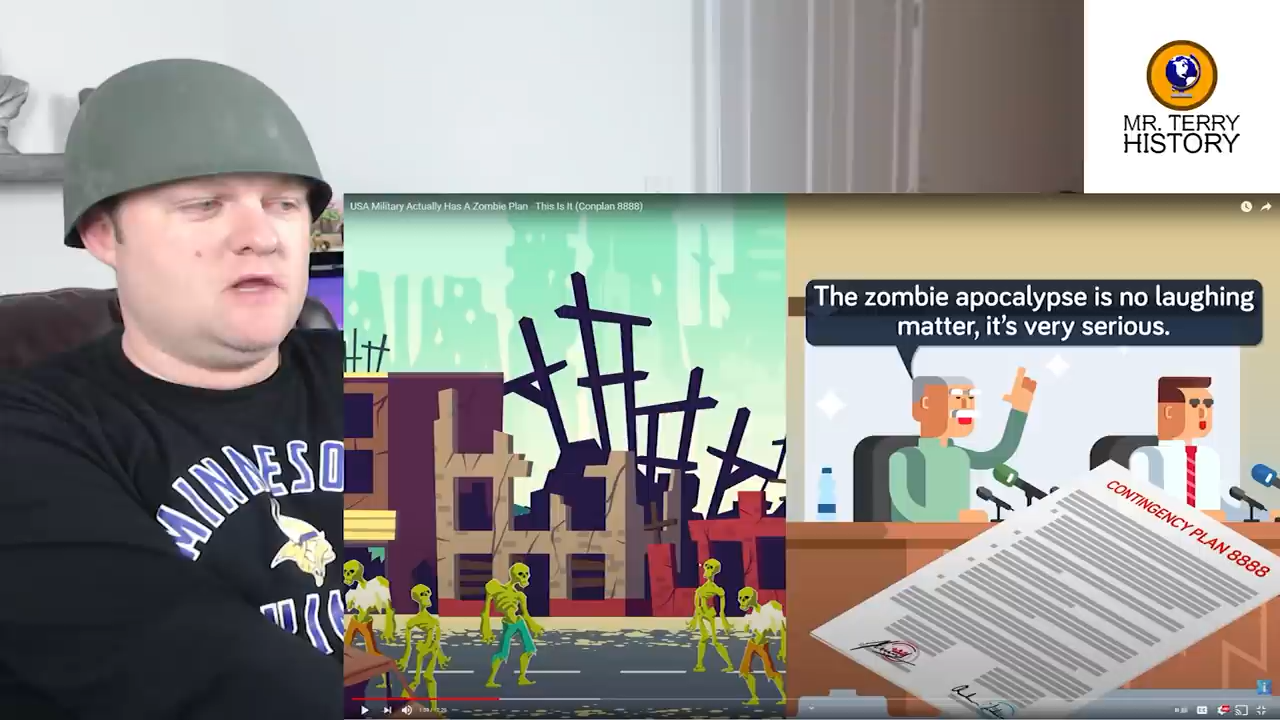 MR. TERRY
HISTORY
USA Military Actually Has A Zombie Plan - This Is It (Conplan 8888)
The zombie apocalypse is no laughing
matter, it's very serious.
CONTINGENCY PLAN 8888
MINNESO